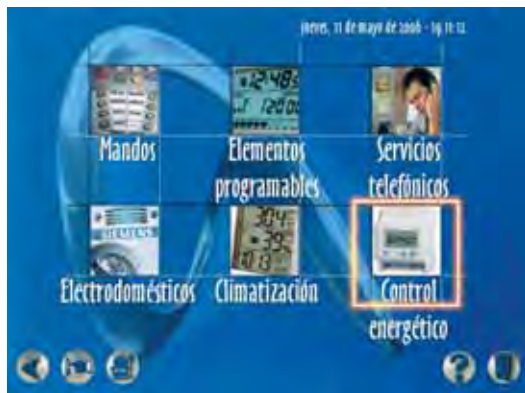 jueves, 11 de mayo de 2006 - 19:11:12
Mandos
Elementos
programables
Servicios
telefónicos
SIEMENS
Electrodomésticos
Climatización
Control
energético
?